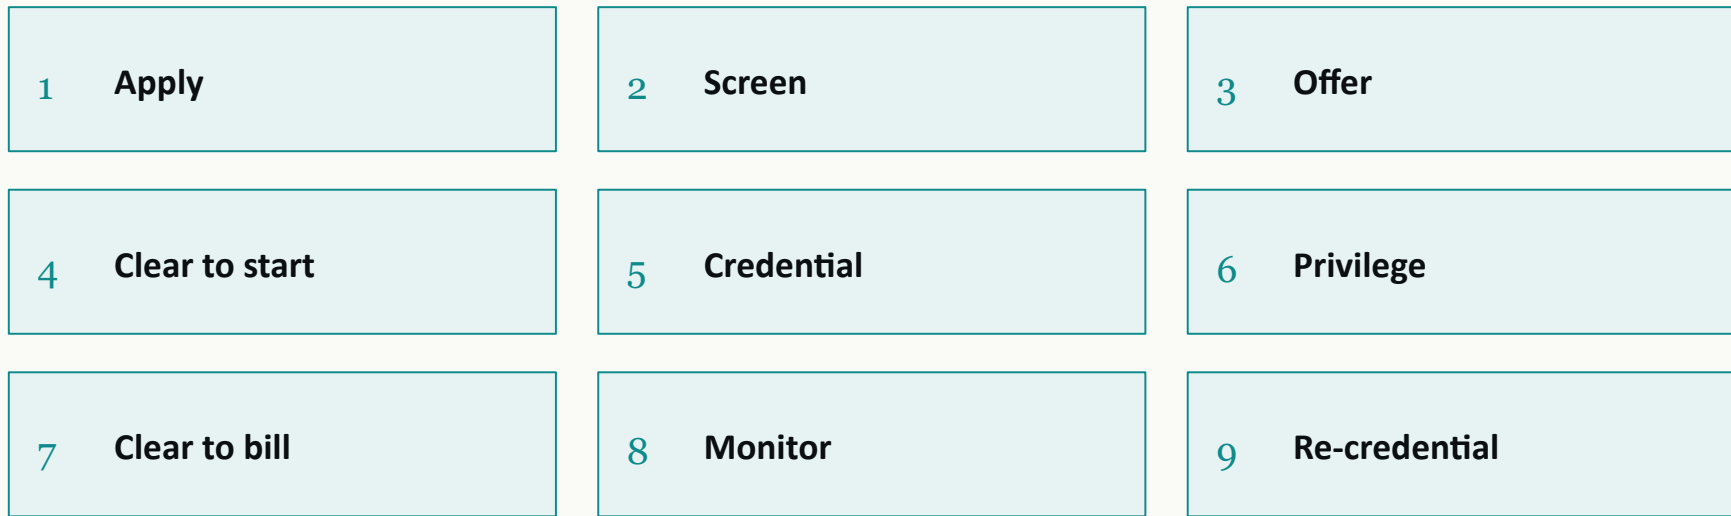 1 Apply
2 Screen
3 Offer
4 Clear to start
5 Credential
6 Privilege
7 Clear to bill
8 Monitor
9 Re-credential